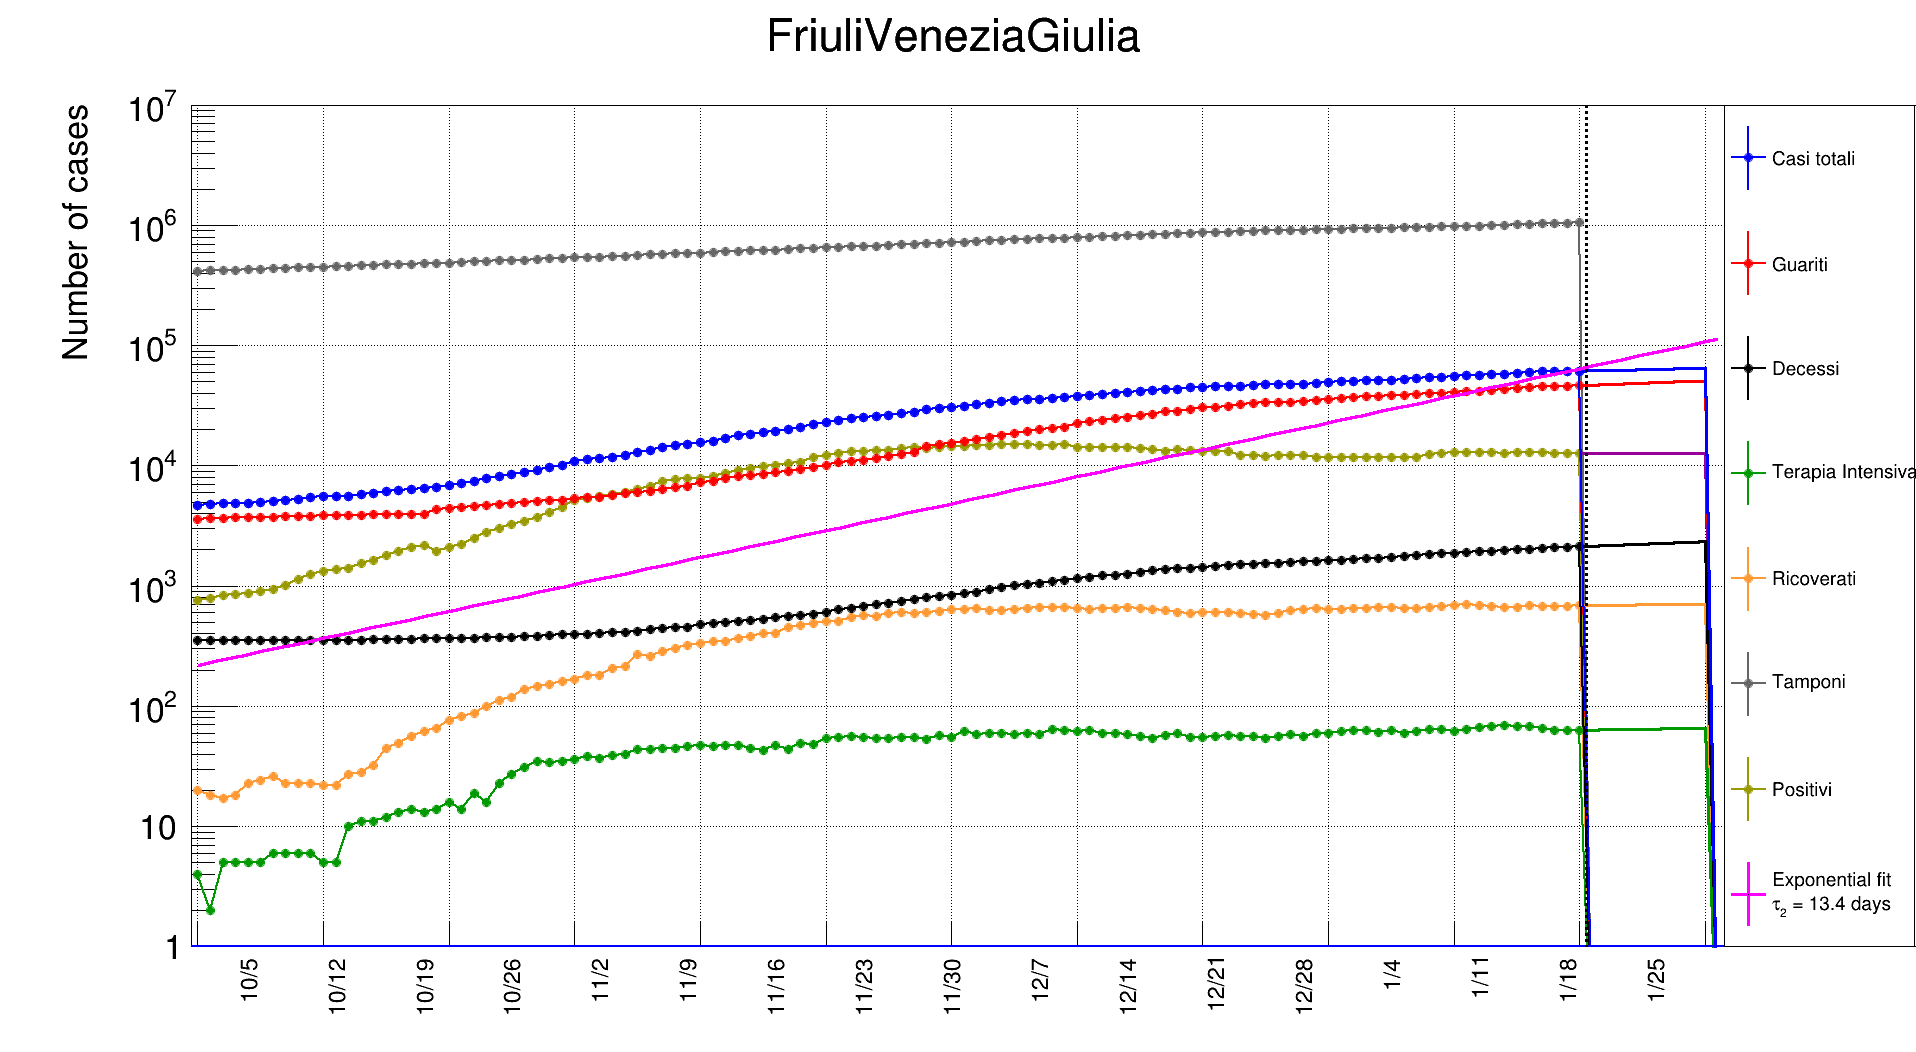 FriuliVeneziaGiulia
Number of cases
10^7
10^6
10^5
10^4
10^3
10^2
10
1
10/5
10/12
10/19
10/26
11/2
11/9
11/16
11/23
11/30
12/7
12/14
12/21
12/28
1/4
1/11
1/18
1/25
Casi totali
Guariti
Decessi
Terapia Intensiva
Ricoverati
Tamponi
Positivi
Exponential fit
τ_2 = 13.4 days